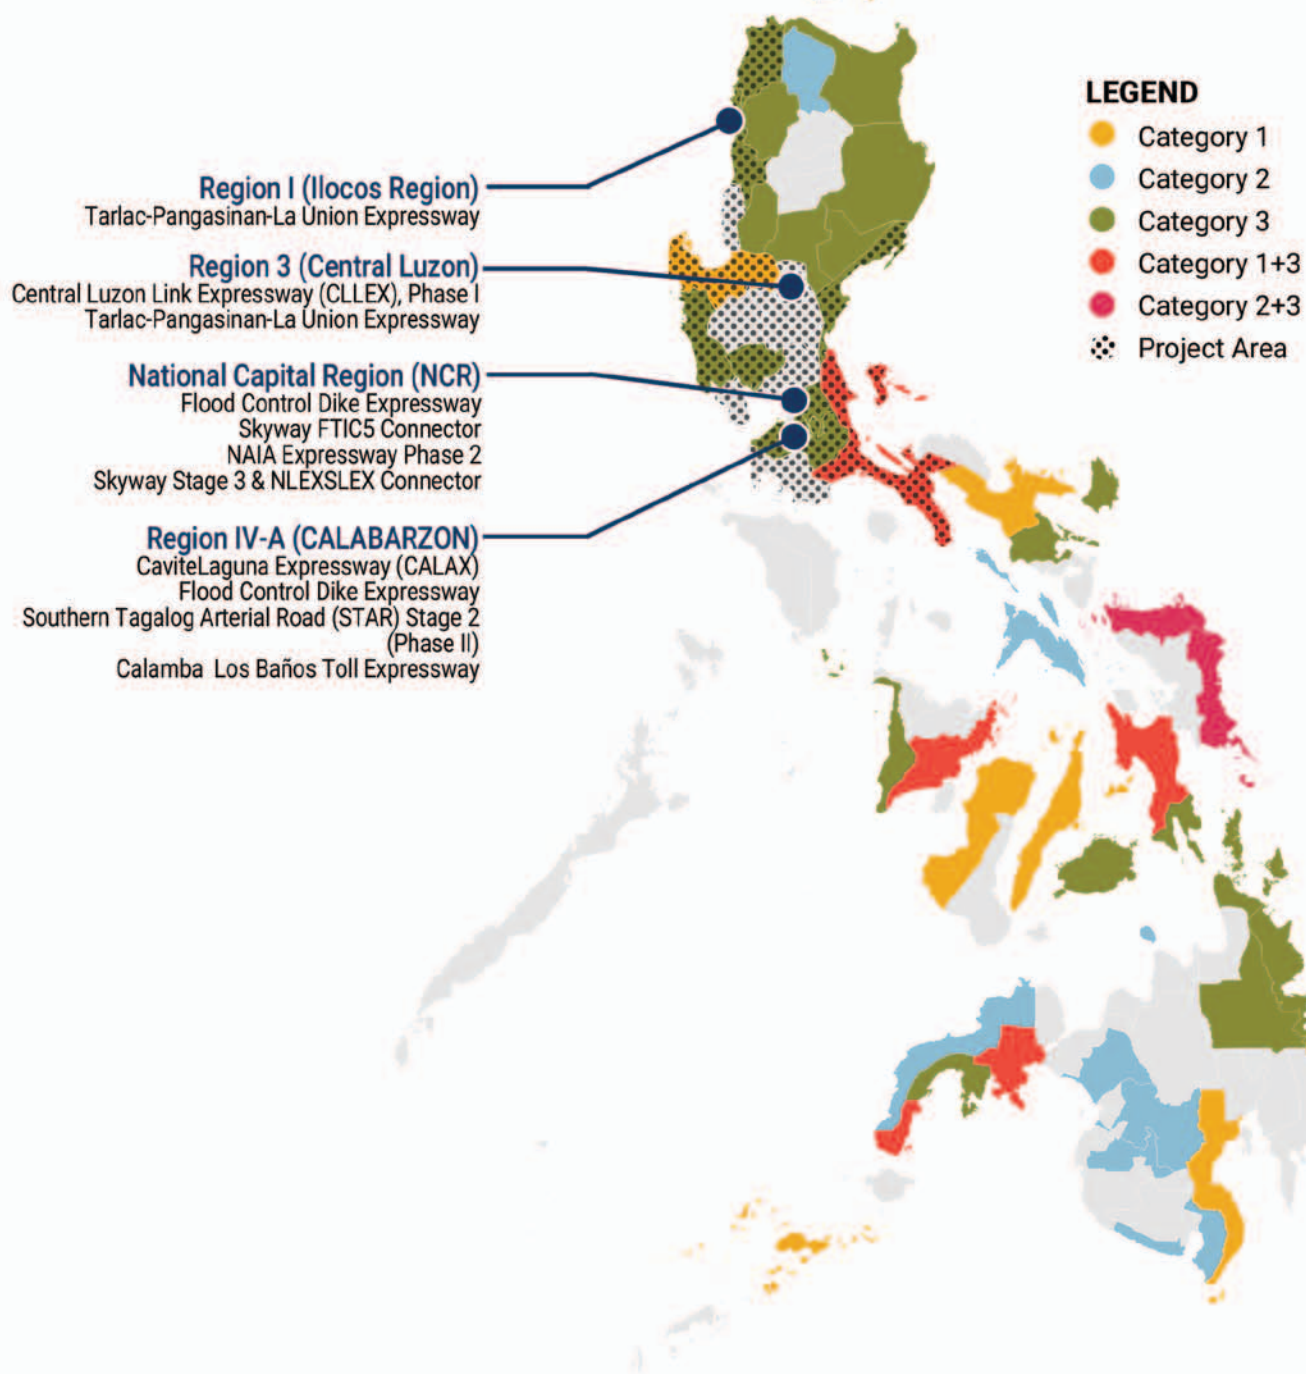 LEGEND
Category 1
Category 2
Category 3
Category 1+3
Category 2+3
Project Area
Region I (Ilocos Region)
Tarlac-Pangasinan-La Union Expressway
Region 3 (Central Luzon)
Central Luzon Link Expressway (CLLEX), Phase I
Tarlac-Pangasinan-La Union Expressway
National Capital Region (NCR)
Flood Control Dike Expressway
Skyway FTIC5 Connector
NAIA Expressway Phase 2
Skyway Stage 3 & NLEXSLEX Connector
Region IV-A (CALABARZON)
CaviteLaguna Expressway (CALAX)
Flood Control Dike Expressway
Southern Tagalog Arterial Road (STAR) Stage 2
(Phase II)
Calamba Los Baños Toll Expressway